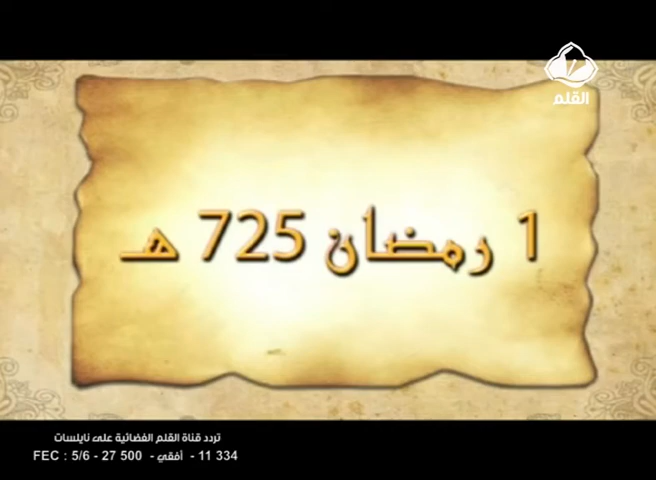 القلم
1 رمضان 725 هـ
تردد قناة القلم الفضائية على نايلسات
11 334 - أفقي - 27 500 - FEC : 5/6